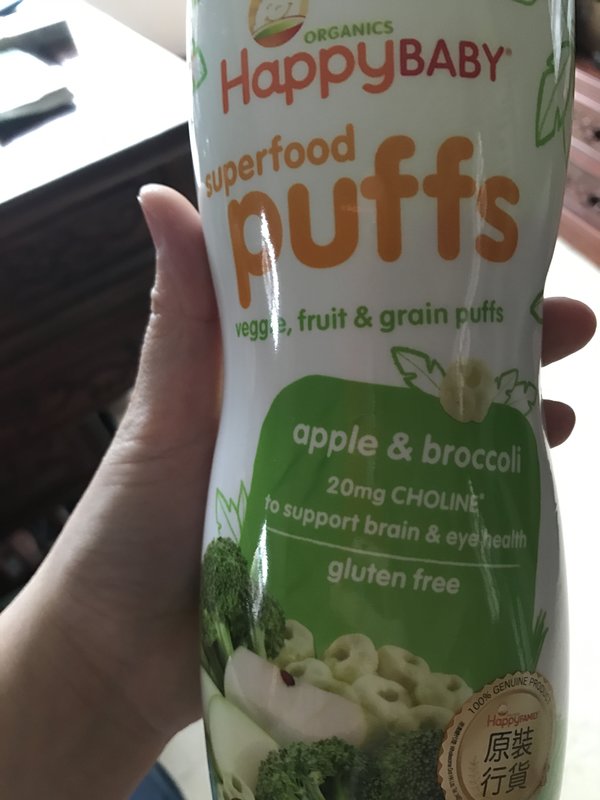 ORGANICS
HappyBABY®
superfood
puffs
veggie, fruit & grain puffs
apple & broccoli
20mg CHOLINE*
to support brain & eye health
gluten free
100% GENUINE PRODUCT
HappyFAMILY
原裝
行貨